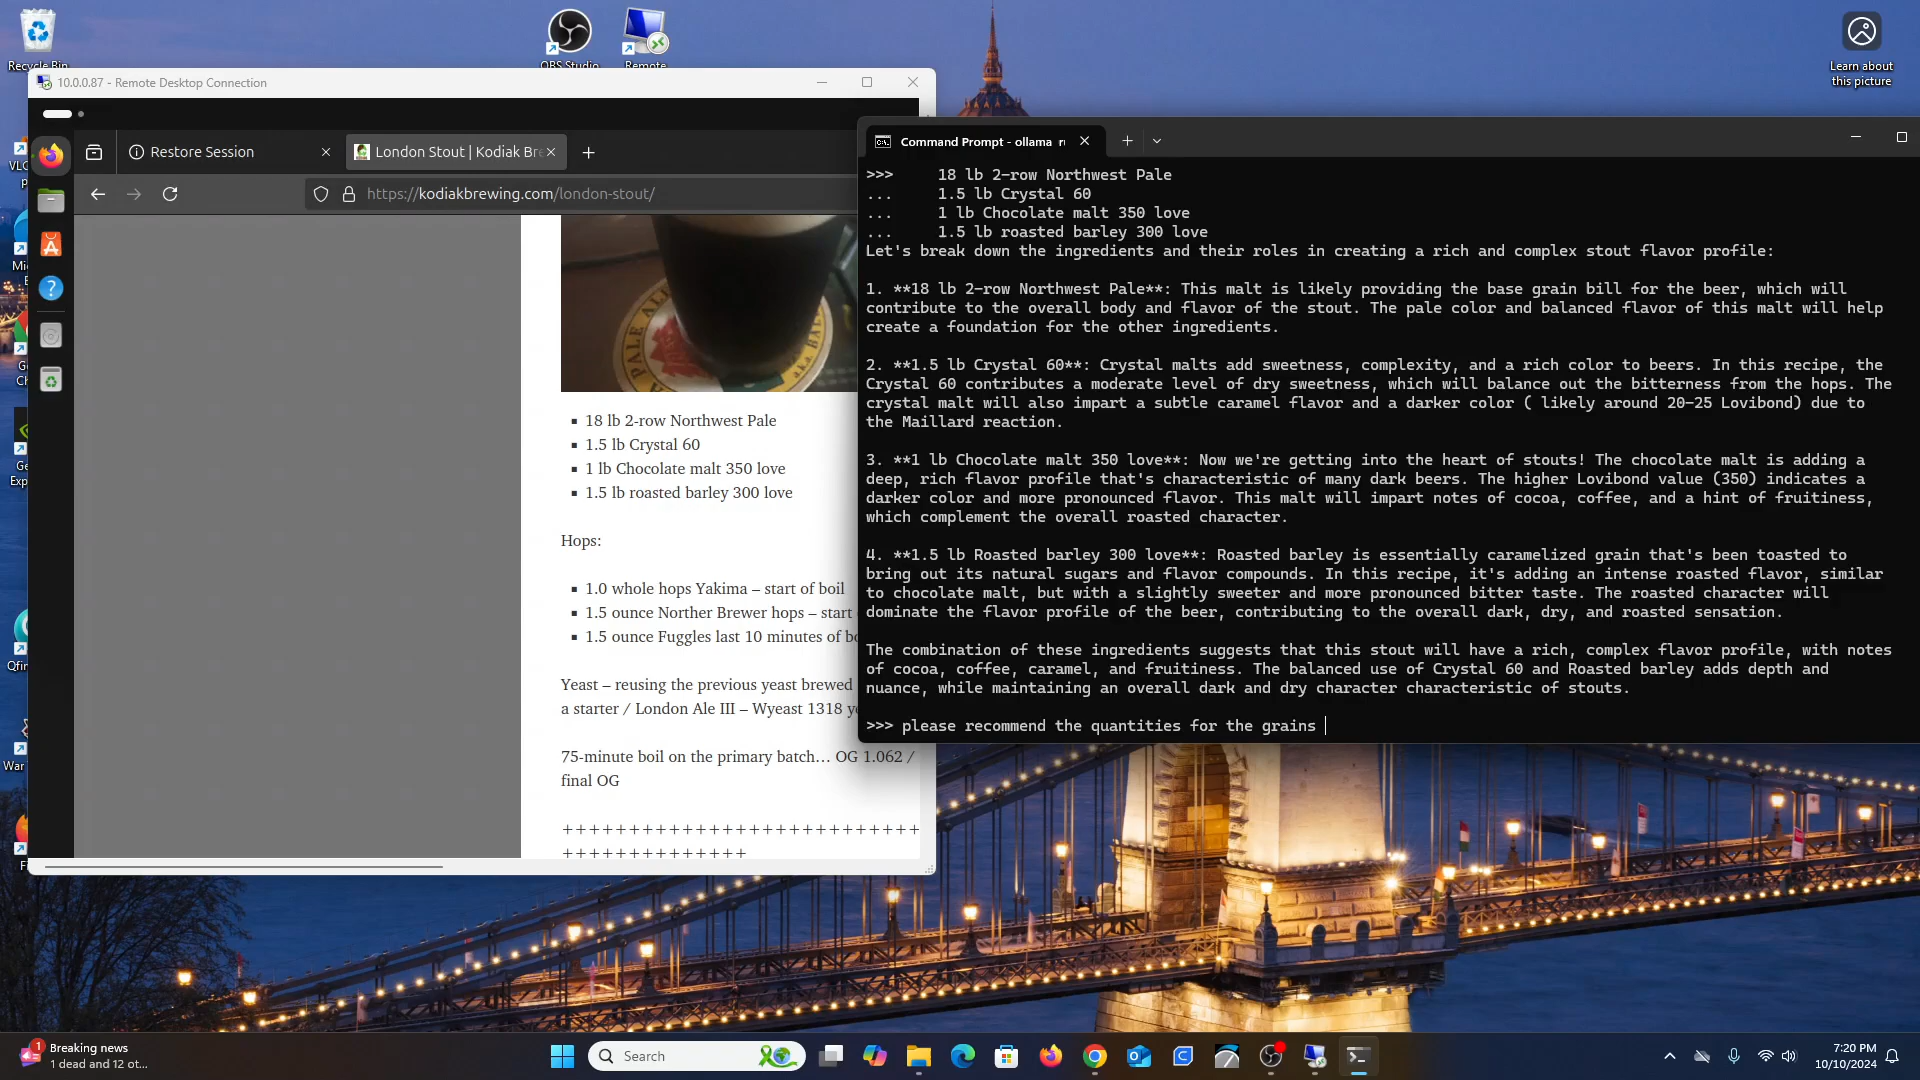 Recycle Bin
OBS Studio
Remote
Learn about
this picture
10.0.0.87 - Remote Desktop Connection
Restore Session
London Stout | Kodiak Bre
https://kodiakbrewing.com/london-stout/
18 lb 2-row Northwest Pale
1.5 lb Crystal 60
1 lb Chocolate malt 350 love
1.5 lb roasted barley 300 love
Hops:
1.0 whole hops Yakima – start of boil
1.5 ounce Norther Brewer hops – start
1.5 ounce Fuggles last 10 minutes of bo
Yeast – reusing the previous yeast brewed
a starter / London Ale III – Wyeast 1318 ye
75-minute boil on the primary batch… OG 1.062 /
final OG
+++++++++++++++++++++++++++
++++++++++++++
PALE AL
BAL
Command Prompt - ollama r
>>> 18 lb 2-row Northwest Pale
... 1.5 lb Crystal 60
... 1 lb Chocolate malt 350 love
... 1.5 lb roasted barley 300 love
Let's break down the ingredients and their roles in creating a rich and complex stout flavor profile:
1. **18 lb 2-row Northwest Pale**: This malt is likely providing the base grain bill for the beer, which will
contribute to the overall body and flavor of the stout. The pale color and balanced flavor of this malt will help
create a foundation for the other ingredients.
2. **1.5 lb Crystal 60**: Crystal malts add sweetness, complexity, and a rich color to beers. In this recipe, the
Crystal 60 contributes a moderate level of dry sweetness, which will balance out the bitterness from the hops. The
crystal malt will also impart a subtle caramel flavor and a darker color ( likely around 20-25 Lovibond) due to
the Maillard reaction.
3. **1 lb Chocolate malt 350 love**: Now we're getting into the heart of stouts! The chocolate malt is adding a
deep, rich flavor profile that's characteristic of many dark beers. The higher Lovibond value (350) indicates a
darker color and more pronounced flavor. This malt will impart notes of cocoa, coffee, and a hint of fruitiness,
which complement the overall roasted character.
4. **1.5 lb Roasted barley 300 love**: Roasted barley is essentially caramelized grain that's been toasted to
bring out its natural sugars and flavor compounds. In this recipe, it's adding an intense roasted flavor, similar
to chocolate malt, but with a slightly sweeter and more pronounced bitter taste. The roasted character will
dominate the flavor profile of the beer, contributing to the overall dark, dry, and roasted sensation.
The combination of these ingredients suggests that this stout will have a rich, complex flavor profile, with notes
of cocoa, coffee, caramel, and fruitiness. The balanced use of Crystal 60 and Roasted barley adds depth and
nuance, while maintaining an overall dark and dry character characteristic of stouts.
>>> please recommend the quantities for the grains
VLC
p
Mic
E
G
Ch
Ge
Exp
Qfin
War
F
1
Breaking news
1 dead and 12 ot...
Search
7:20 PM
10/10/2024